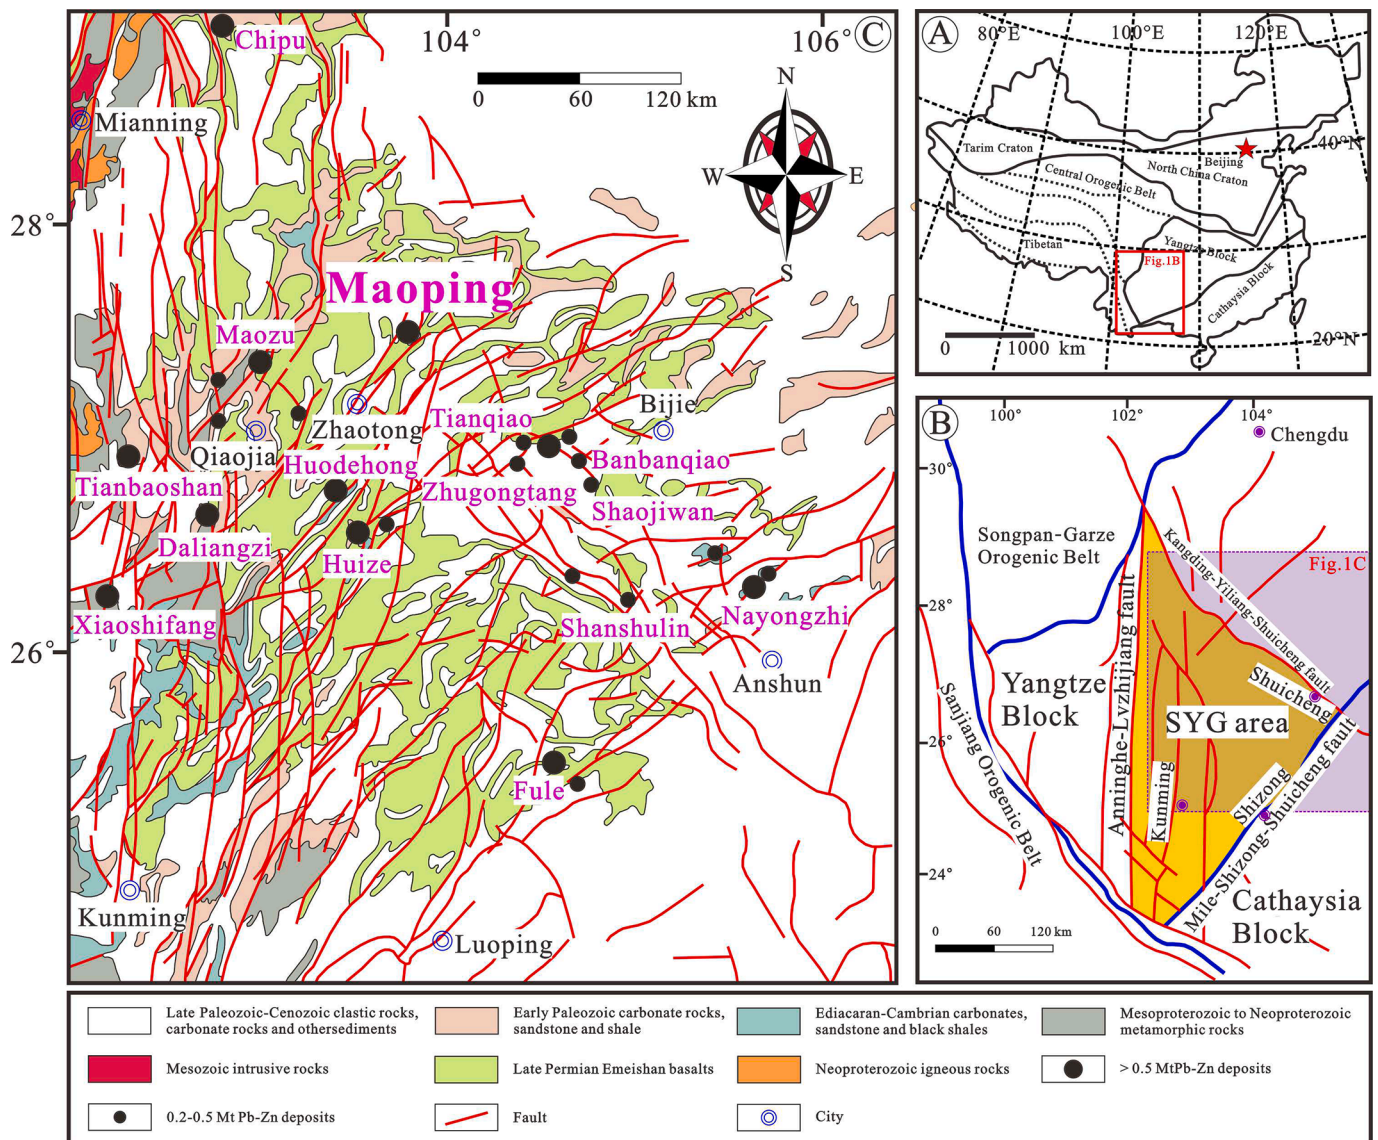 104°
106°
C
Chipu
0
60
120 km
N
W
E
S
Mianning
28°
Maoping
Maozu
Zhaotong
Tianqiao
Bijie
Qiaojia
Huodehong
Banbanqiao
Tianbaoshan
Zhugongtang
Shaojiwan
Daliangzi
Huize
Xiaoshifang
Shanshulin
Nayongzhi
26°
Anshun
Fule
Kunming
Luoping
A
80°E
100°E
120°E
40°N
Tarim Craton
Beijing
North China Craton
Central Orogenic Belt
Tibetan
Yangtze Block
Fig.1B
Cathaysia Block
0
1000 km
20°N
B
100°
102°
104°
Chengdu
30°
Songpan-Garze
Orogenic Belt
Kangding-Yiliang-Shuicheng fault
Fig.1C
28°
Anninghe-Lvzhijiang fault
Yangtze
Block
Shuicheng
SYG area
26°
Sanjiang Orogenic Belt
Kunming
Shizong
Mile-Shizong-Shuicheng fault
24°
Cathaysia
Block
0
60
120 km
Late Paleozoic-Cenozoic clastic rocks,
carbonate rocks and othersediments
Early Paleozoic carbonate rocks,
sandstone and shale
Ediacaran-Cambrian carbonates,
sandstone and black shales
Mesoproterozoic to Neoproterozoic
metamorphic rocks
Mesozoic intrusive rocks
Late Permian Emeishan basalts
Neoproterozoic igneous rocks
> 0.5 MtPb-Zn deposits
0.2-0.5 Mt Pb-Zn deposits
Fault
City